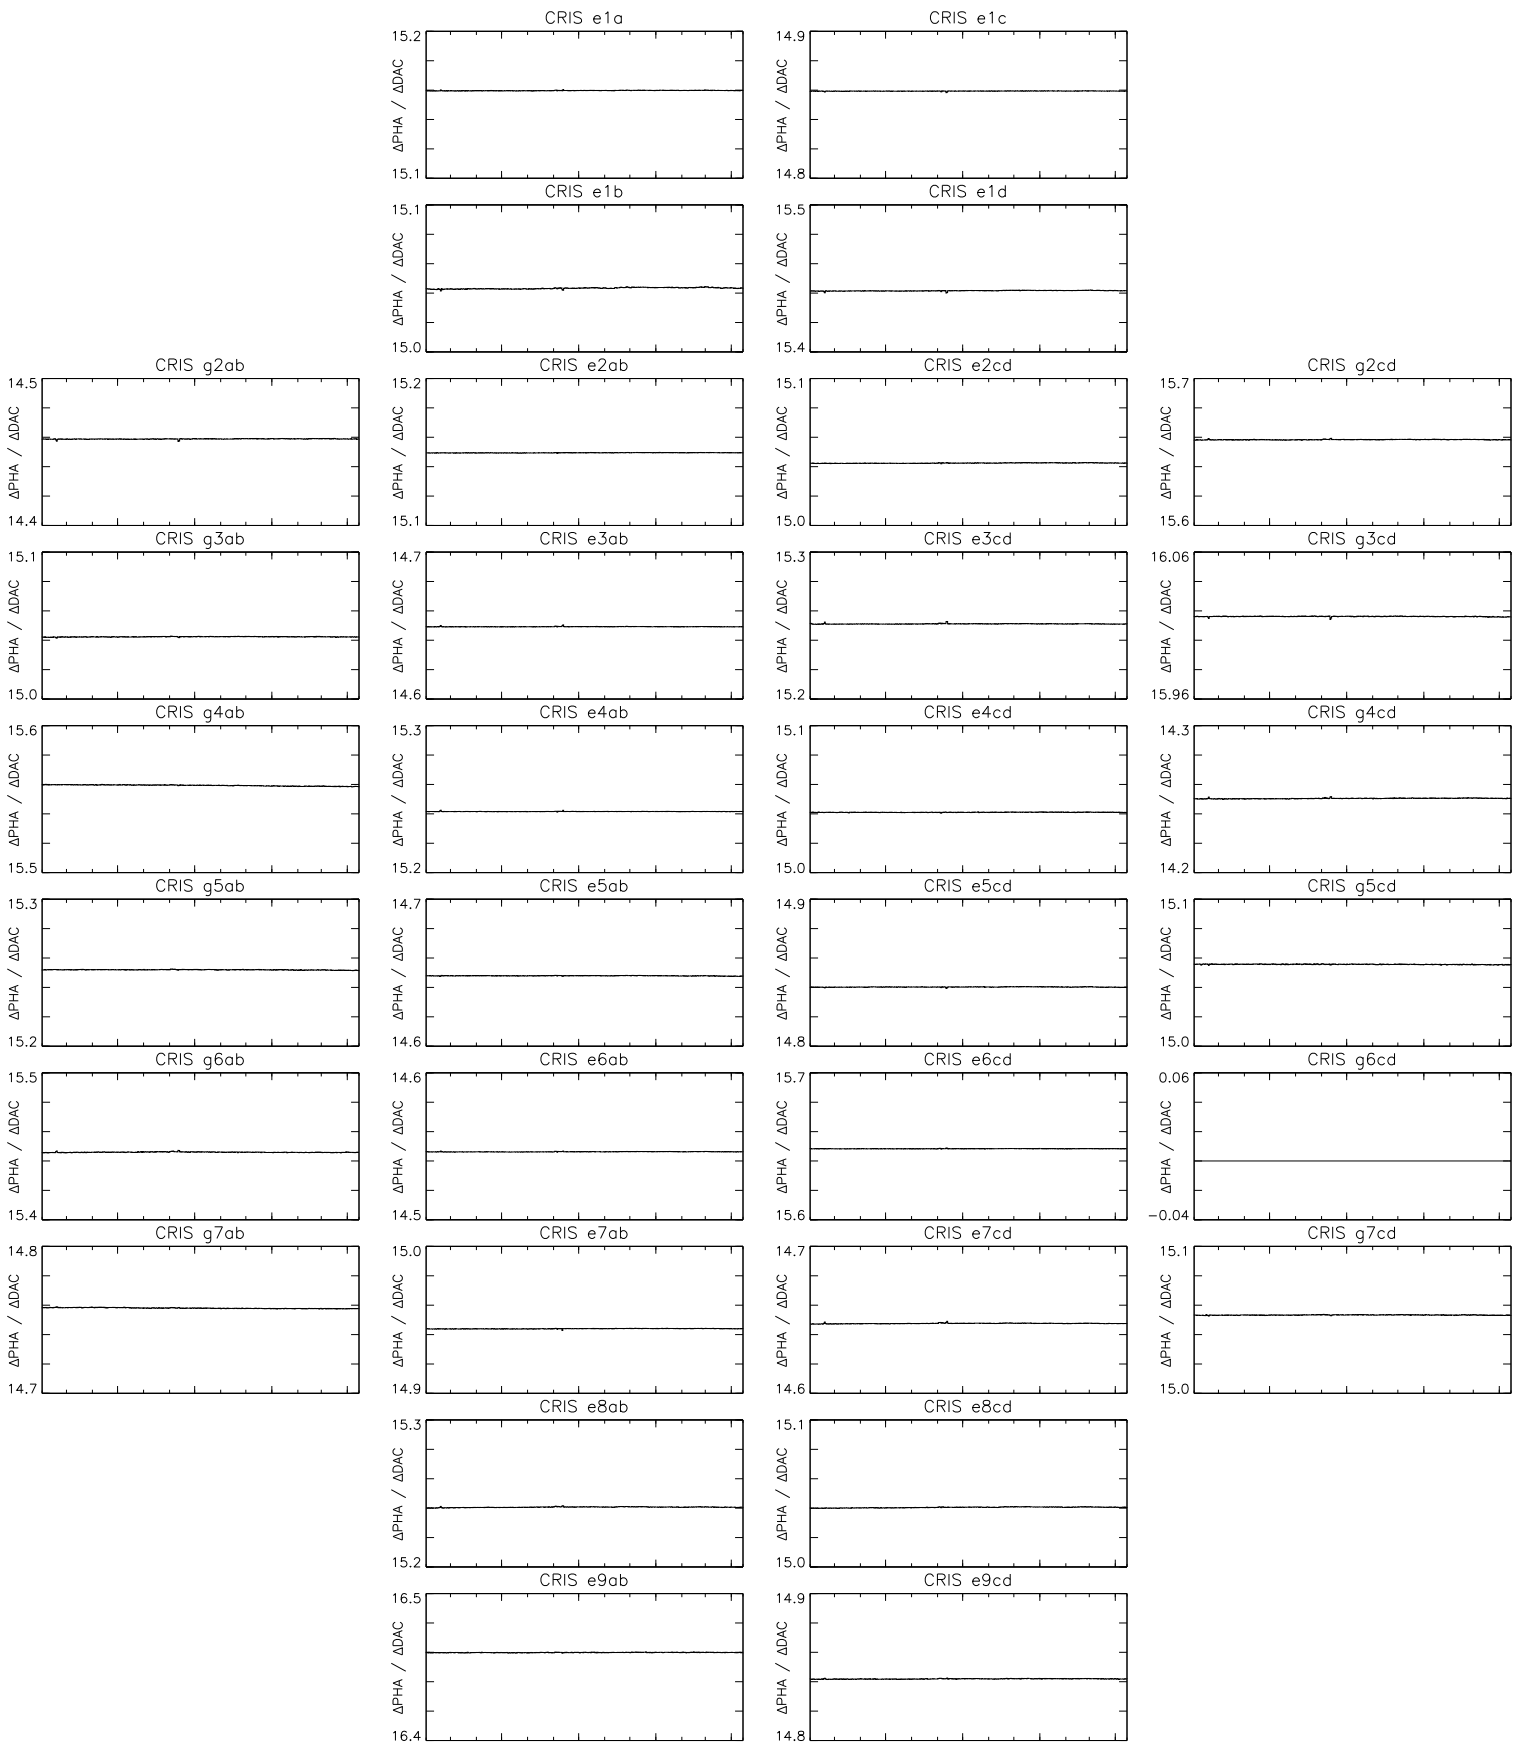 CRIS e1a
15.2
ΔPHA / ΔDAC
15.1
CRIS e1c
14.9
ΔPHA / ΔDAC
14.8
CRIS e1b
15.1
ΔPHA / ΔDAC
15.0
CRIS e1d
15.5
ΔPHA / ΔDAC
15.4
CRIS g2ab
14.5
ΔPHA / ΔDAC
14.4
CRIS e2ab
15.2
ΔPHA / ΔDAC
15.1
CRIS e2cd
15.1
ΔPHA / ΔDAC
15.0
CRIS g2cd
15.7
ΔPHA / ΔDAC
15.6
CRIS g3ab
15.1
ΔPHA / ΔDAC
15.0
CRIS e3ab
14.7
ΔPHA / ΔDAC
14.6
CRIS e3cd
15.3
ΔPHA / ΔDAC
15.2
CRIS g3cd
16.06
ΔPHA / ΔDAC
15.96
CRIS g4ab
15.6
ΔPHA / ΔDAC
15.5
CRIS e4ab
15.3
ΔPHA / ΔDAC
15.2
CRIS e4cd
15.1
ΔPHA / ΔDAC
15.0
CRIS g4cd
14.3
ΔPHA / ΔDAC
14.2
CRIS g5ab
15.3
ΔPHA / ΔDAC
15.2
CRIS e5ab
14.7
ΔPHA / ΔDAC
14.6
CRIS e5cd
14.9
ΔPHA / ΔDAC
14.8
CRIS g5cd
15.1
ΔPHA / ΔDAC
15.0
CRIS g6ab
15.5
ΔPHA / ΔDAC
15.4
CRIS e6ab
14.6
ΔPHA / ΔDAC
14.5
CRIS e6cd
15.7
ΔPHA / ΔDAC
15.6
CRIS g6cd
0.06
ΔPHA / ΔDAC
−0.04
CRIS g7ab
14.8
ΔPHA / ΔDAC
14.7
CRIS e7ab
15.0
ΔPHA / ΔDAC
14.9
CRIS e7cd
14.7
ΔPHA / ΔDAC
14.6
CRIS g7cd
15.1
ΔPHA / ΔDAC
15.0
CRIS e8ab
15.3
ΔPHA / ΔDAC
15.2
CRIS e8cd
15.1
ΔPHA / ΔDAC
15.0
CRIS e9ab
16.5
ΔPHA / ΔDAC
16.4
CRIS e9cd
14.9
ΔPHA / ΔDAC
14.8